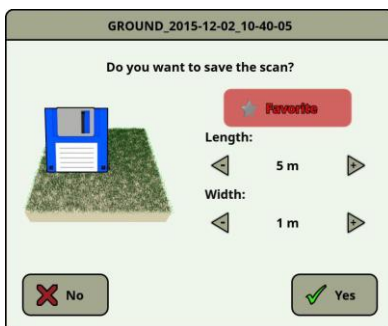 GROUND_2015-12-02_10-40-05
Do you want to save the scan?
Favorite
Length:
- 5 m +
Width:
- 1 m +
No
Yes